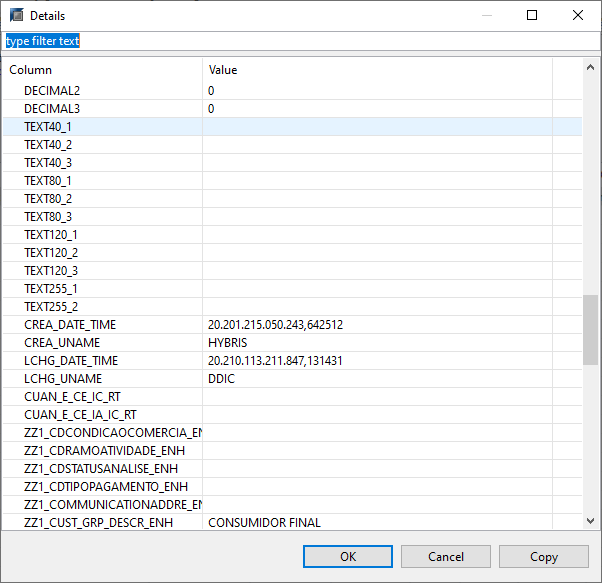 Details
type filter text
Column Value
DECIMAL2 0
DECIMAL3 0
TEXT40_1
TEXT40_2
TEXT40_3
TEXT80_1
TEXT80_2
TEXT80_3
TEXT120_1
TEXT120_2
TEXT120_3
TEXT255_1
TEXT255_2
CREA_DATE_TIME 20.201.215.050.243,642512
CREA_UNAME HYBRIS
LCHG_DATE_TIME 20.210.113.211.847,131431
LCHG_UNAME DDIC
CUAN_E_CE_IC_RT
CUAN_E_CE_IA_IC_RT
ZZ1_CDCONDICAOCOMERCIA_EN
ZZ1_CDRAMOATIVIDADE_ENH
ZZ1_CDSTATUSANALISE_ENH
ZZ1_CDTIPOPAGAMENTO_ENH
ZZ1_COMMUNICATIONADDRE_EN
ZZ1_CUST_GRP_DESCR_ENH CONSUMIDOR FINAL
OK Cancel Copy